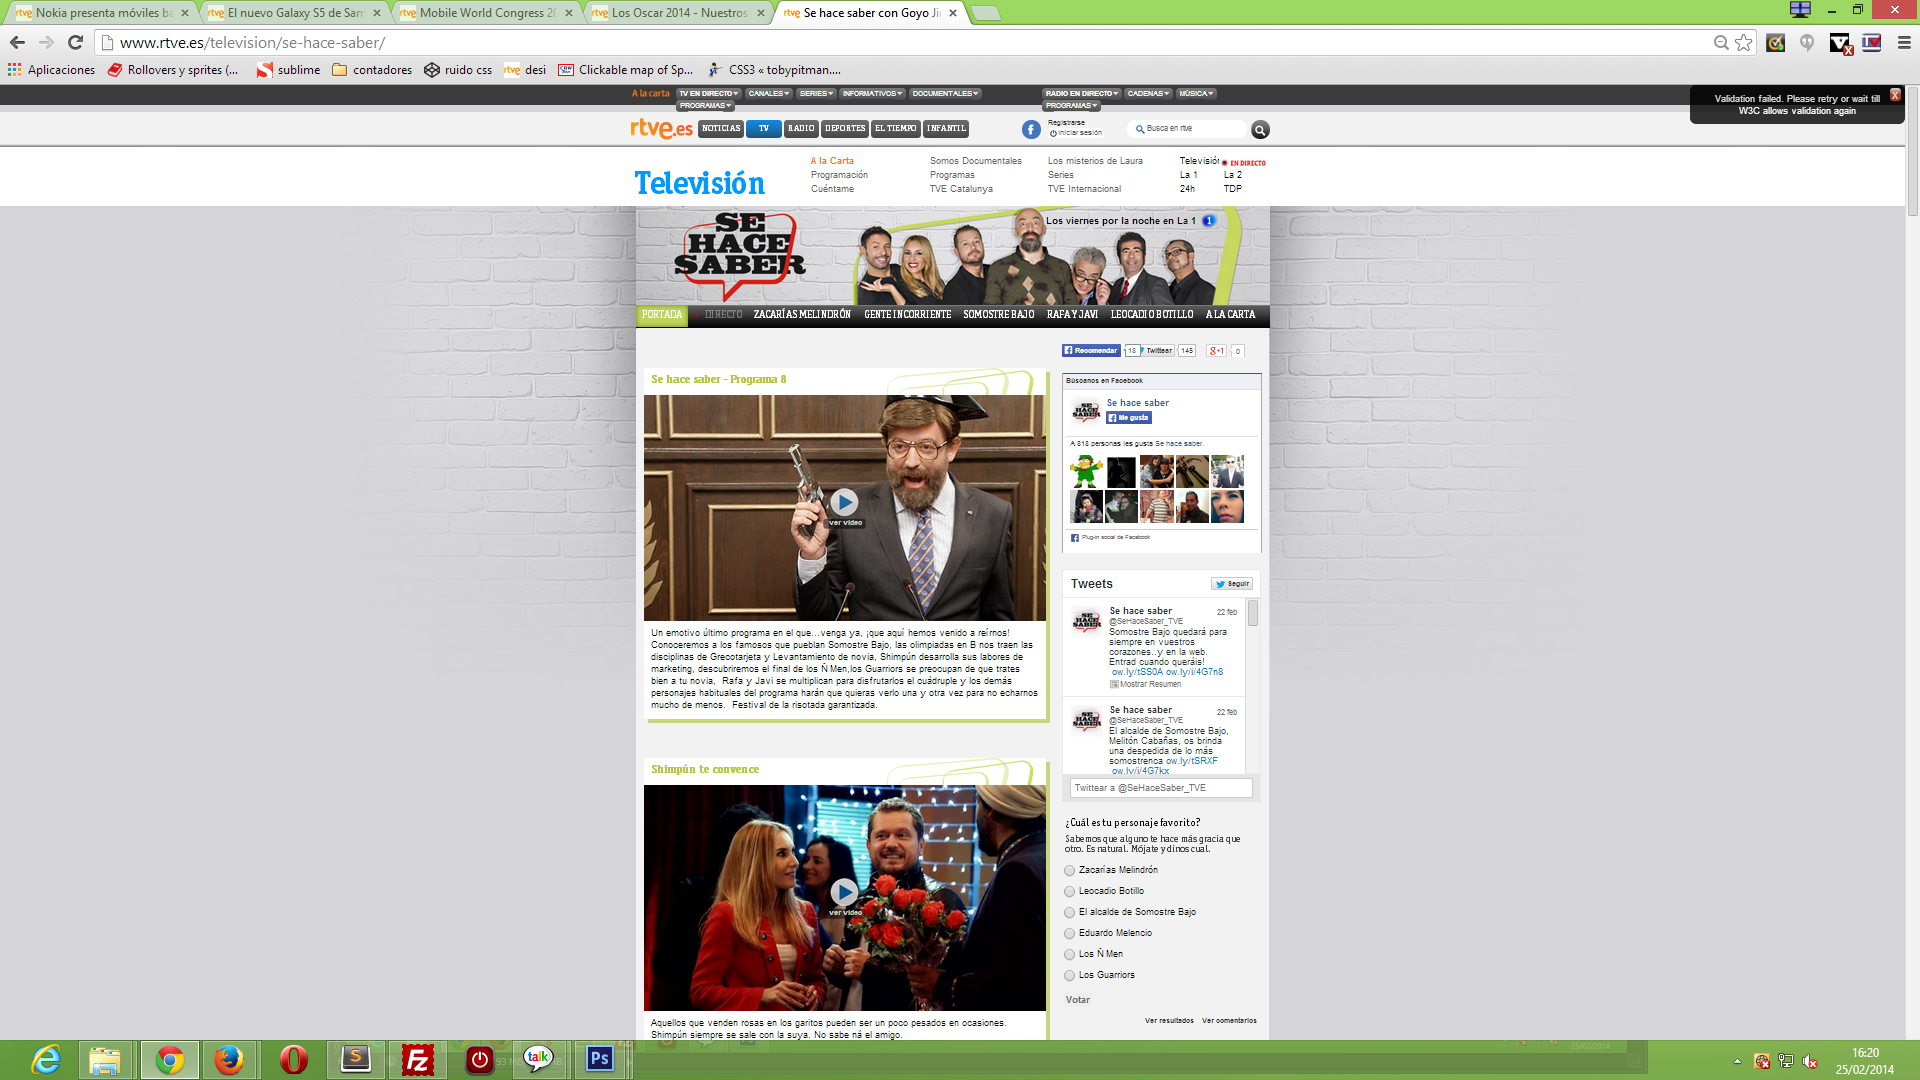 Nokia presenta móviles ba
El nuevo Galaxy S5 de Sam
Mobile World Congress 20
Los Oscar 2014 - Nuestros
Se hace saber con Goyo Ji
www.rtve.es/television/se-hace-saber/
Aplicaciones
Rollovers y sprites (...
sublime
contadores
ruido css
desi
Clickable map of Sp...
CSS3 « tobypitman....
A la carta
TV EN DIRECTO
CANALES
SERIES
INFORMATIVOS
DOCUMENTALES
PROGRAMAS
RADIO EN DIRECTO
CADENAS
MÚSICA
PROGRAMAS
Validation failed. Please retry or wait till
W3C allows validation again
rtve.es
NOTICIAS
TV
RADIO
DEPORTES
EL TIEMPO
INFANTIL
Registrarse
Iniciar sesión
Busca en rtve
Televisión
A la Carta
Somos Documentales
Los misterios de Laura
Televisión
EN DIRECTO
Programación
Programas
Series
La 1
La 2
Cuéntame
TVE Catalunya
TVE Internacional
24h
TDP
SE
HACE
SABER
Los viernes por la noche en La 1
PORTADA
DIRECTO
ZACARÍAS MELINDRÓN
GENTE INCORRIENTE
SOMOSTRE BAJO
RAFA Y JAVI
LEOCADIO BOTILLO
A LA CARTA
Recomendar
18
Twittear
145
+1
0
Se hace saber - Programa 8
ver vídeo
Un emotivo último programa en el que...venga ya, ¡que aquí hemos venido a reírnos!
Conoceremos a los famosos que pueblan Somostre Bajo, las olimpiadas en B nos traen las
disciplinas de Grecotarjeta y Levantamiento de novia, Shimpún desarrolla sus labores de
marketing, descubriremos el final de los Ñ Men,los Guarriors se preocupan de que trates
bien a tu novia, Rafa y Javi se multiplican para disfrutarlos el cuádruple y los demás
personajes habituales del programa harán que quieras verlo una y otra vez para no echarnos
mucho de menos. Festival de la risotada garantizada.
Shimpún te convence
ver vídeo
Aquellos que venden rosas en los garitos pueden ser un poco pesados en ocasiones.
Shimpún siempre se sale con la suya. No sabe ná el amigo.
Búscanos en Facebook
Se hace saber
Me gusta
A 818 personas les gusta Se hace saber.
Plug-in social de Facebook
Tweets
Seguir
Se hace saber
22 feb
@SeHaceSaber_TVE
Somostre Bajo quedará para
siempre en vuestros
corazones..y en la web.
Entrad cuando queráis!
ow.ly/tSS0A ow.ly/i/4G7n8
Mostrar Resumen
Se hace saber
22 feb
@SeHaceSaber_TVE
El alcalde de Somostre Bajo,
Melitón Cabañas, os brinda
una despedida de lo más
somostrenca ow.ly/tSRXF
ow.ly/i/4G7kx
Twittear a @SeHaceSaber_TVE
¿Cuál es tu personaje favorito?
Sabemos que alguno te hace más gracia que
otro. Es natural. Mójate y dinos cual.
Zacarías Melindrón
Leocadio Botillo
El alcalde de Somostre Bajo
Eduardo Melencio
Los Ñ Men
Los Guarriors
Votar
Ver resultados
Ver comentarios
talk
Ps
16:20
25/02/2014